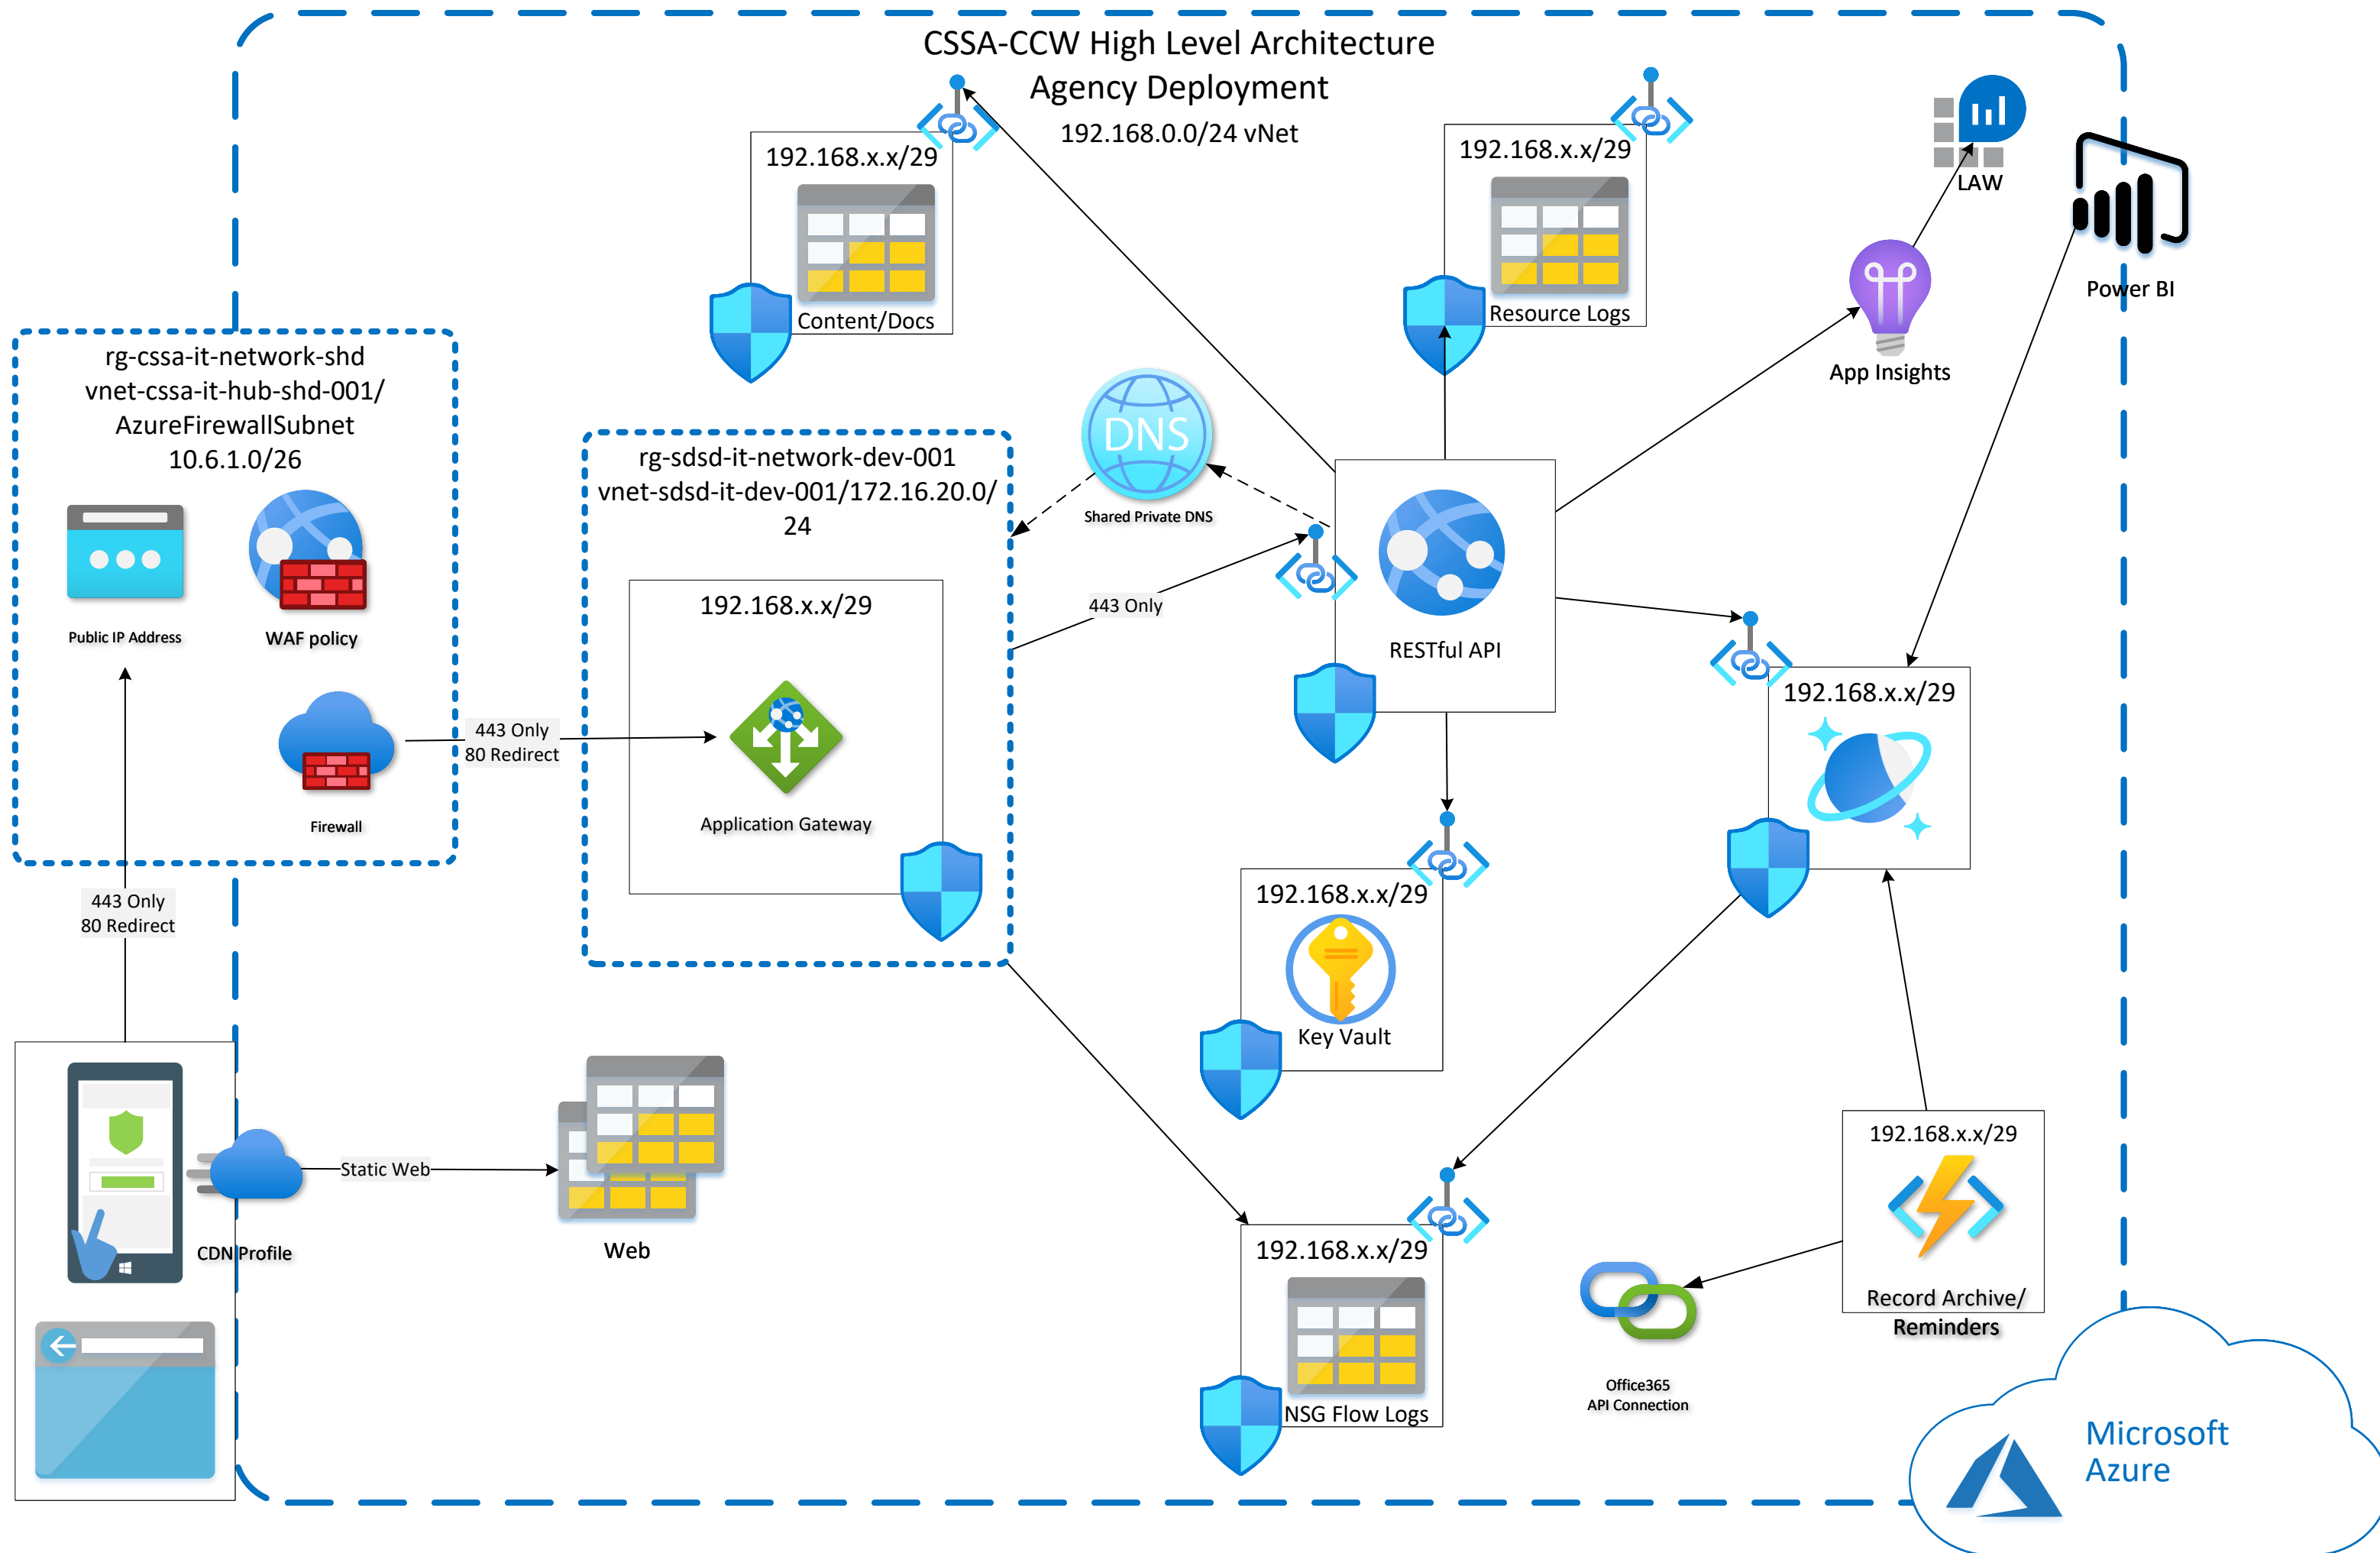 CSSA-CCW High Level Architecture
Agency Deployment
192.168.0.0/24 vNet
192.168.x.x/29
Content/Docs
192.168.x.x/29
Resource Logs
LAW
Power BI
App Insights
rg-cssa-it-network-shd
vnet-cssa-it-hub-shd-001/
AzureFirewallSubnet
10.6.1.0/26
Public IP Address
WAF policy
Firewall
443 Only
80 Redirect
rg-sdsd-it-network-dev-001
vnet-sdsd-it-dev-001/172.16.20.0/
24
192.168.x.x/29
Application Gateway
DNS
Shared Private DNS
443 Only
RESTful API
192.168.x.x/29
192.168.x.x/29
Key Vault
443 Only
80 Redirect
CDN Profile
Static Web
Web
192.168.x.x/29
NSG Flow Logs
192.168.x.x/29
Record Archive/
Reminders
Office365
API Connection
Microsoft
Azure